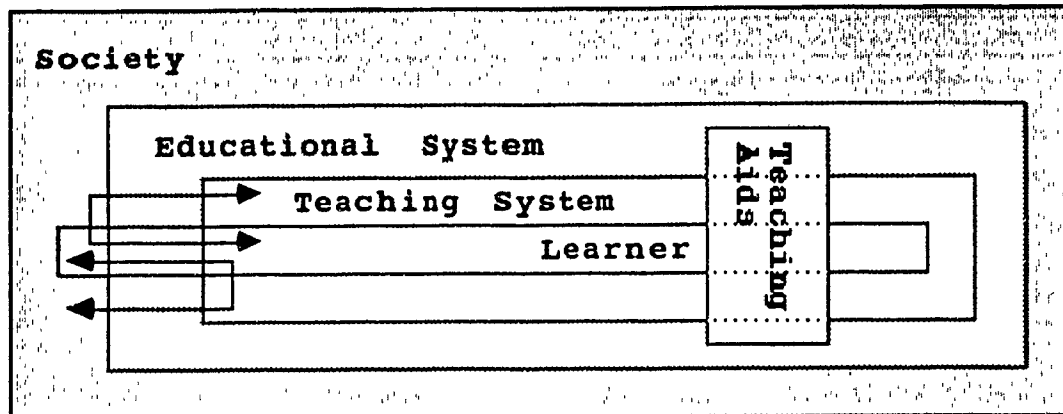 Society
Educational System
Teaching System
Learner
Teaching
Aids